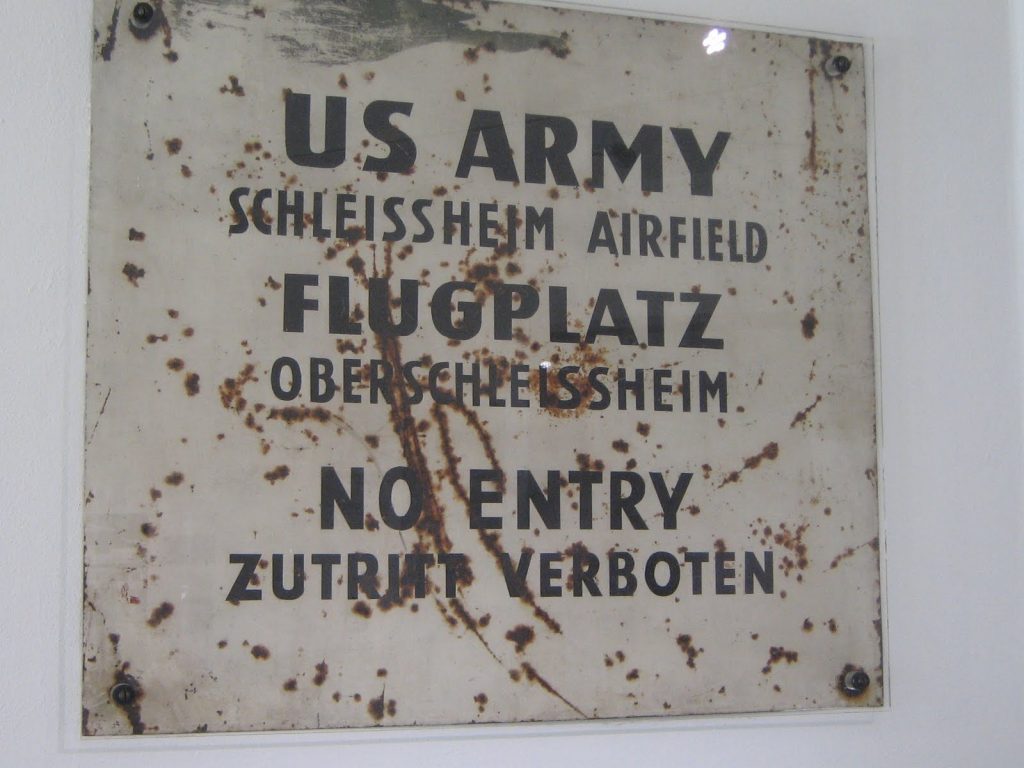 US ARMY
SCHLEISSHEIM AIRFIELD
FLUGPLATZ
OBERSCHLEISSHEIM
NO ENTRY
ZUTRITT VERBOTEN